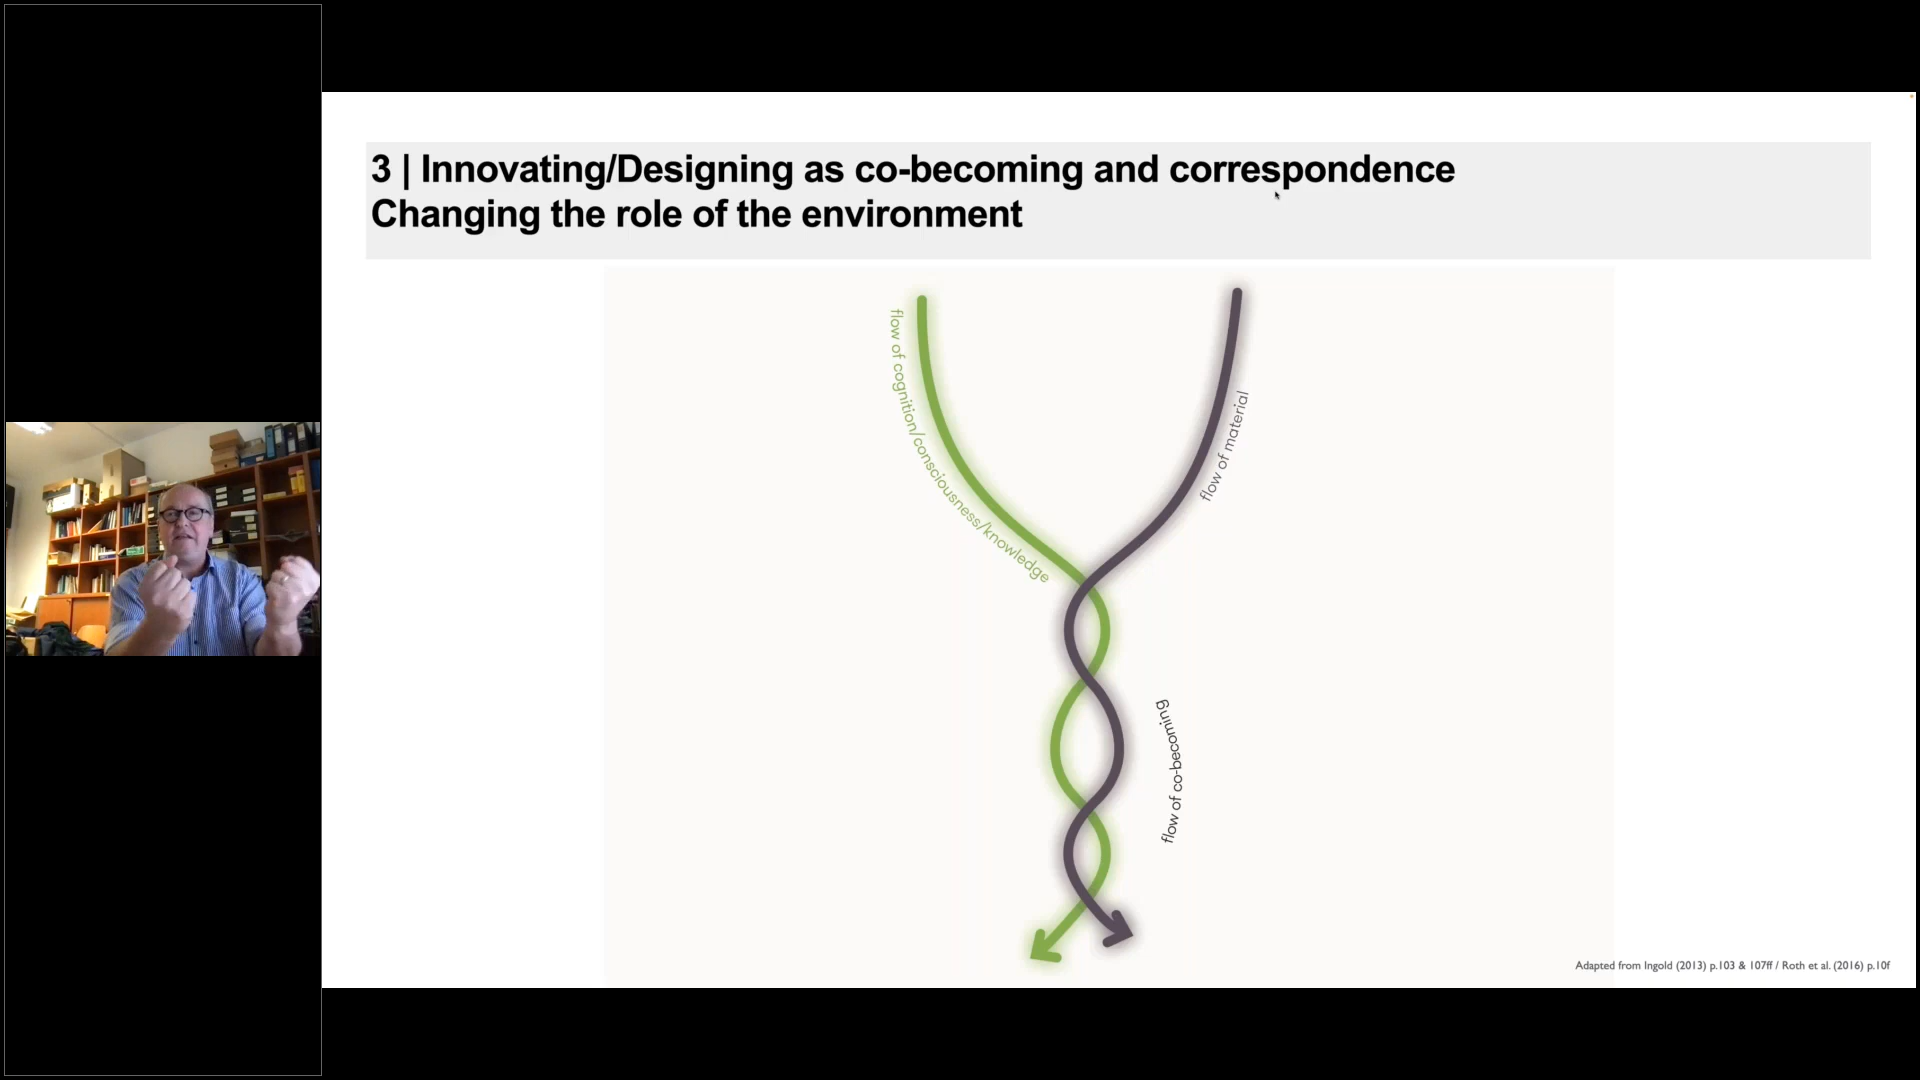 3 | Innovating/Designing as co-becoming and correspondence
Changing the role of the environment
flow of cognition/consciousness/knowledge
flow of material
flow of co-becoming
Adapted from Ingold (2013) p.103 & 107ff / Roth et al. (2016) p.10f